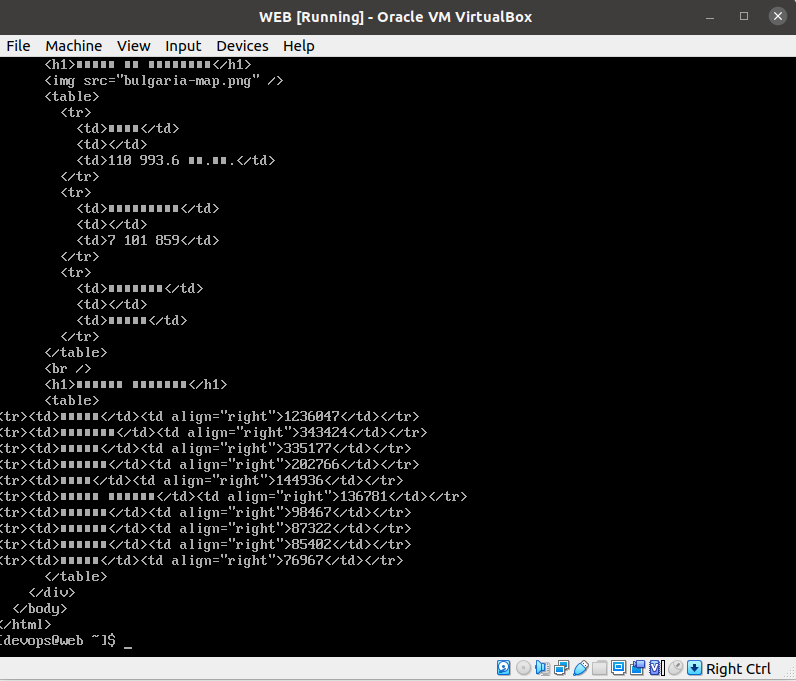 WEB [Running] - Oracle VM VirtualBox
File Machine View Input Devices Help
<h1>■■■■■ ■■ ■■■■■■■■</h1>
<img src="bulgaria-map.png" />
<table>
<tr>
<td>■■■■</td>
<td></td>
<td>110 993.6 ■■.■■.</td>
</tr>
<tr>
<td>■■■■■■■■■</td>
<td></td>
<td>7 101 859</td>
</tr>
<tr>
<td>■■■■■■■</td>
<td></td>
<td>■■■■■</td>
</tr>
</table>
<br />
<h1>■■■■■■ ■■■■■■■</h1>
<table>
<tr><td>■■■■■</td><td align="right">1236047</td></tr>
<tr><td>■■■■■■■</td><td align="right">343424</td></tr>
<tr><td>■■■■■</td><td align="right">335177</td></tr>
<tr><td>■■■■■■</td><td align="right">202766</td></tr>
<tr><td>■■■■</td><td align="right">144936</td></tr>
<tr><td>■■■■■ ■■■■■■</td><td align="right">136781</td></tr>
<tr><td>■■■■■■</td><td align="right">98467</td></tr>
<tr><td>■■■■■■</td><td align="right">87322</td></tr>
<tr><td>■■■■■■</td><td align="right">85402</td></tr>
<tr><td>■■■■■</td><td align="right">76967</td></tr>
</table>
</div>
</body>
</html>
[devops@web ~]$ _
Right Ctrl